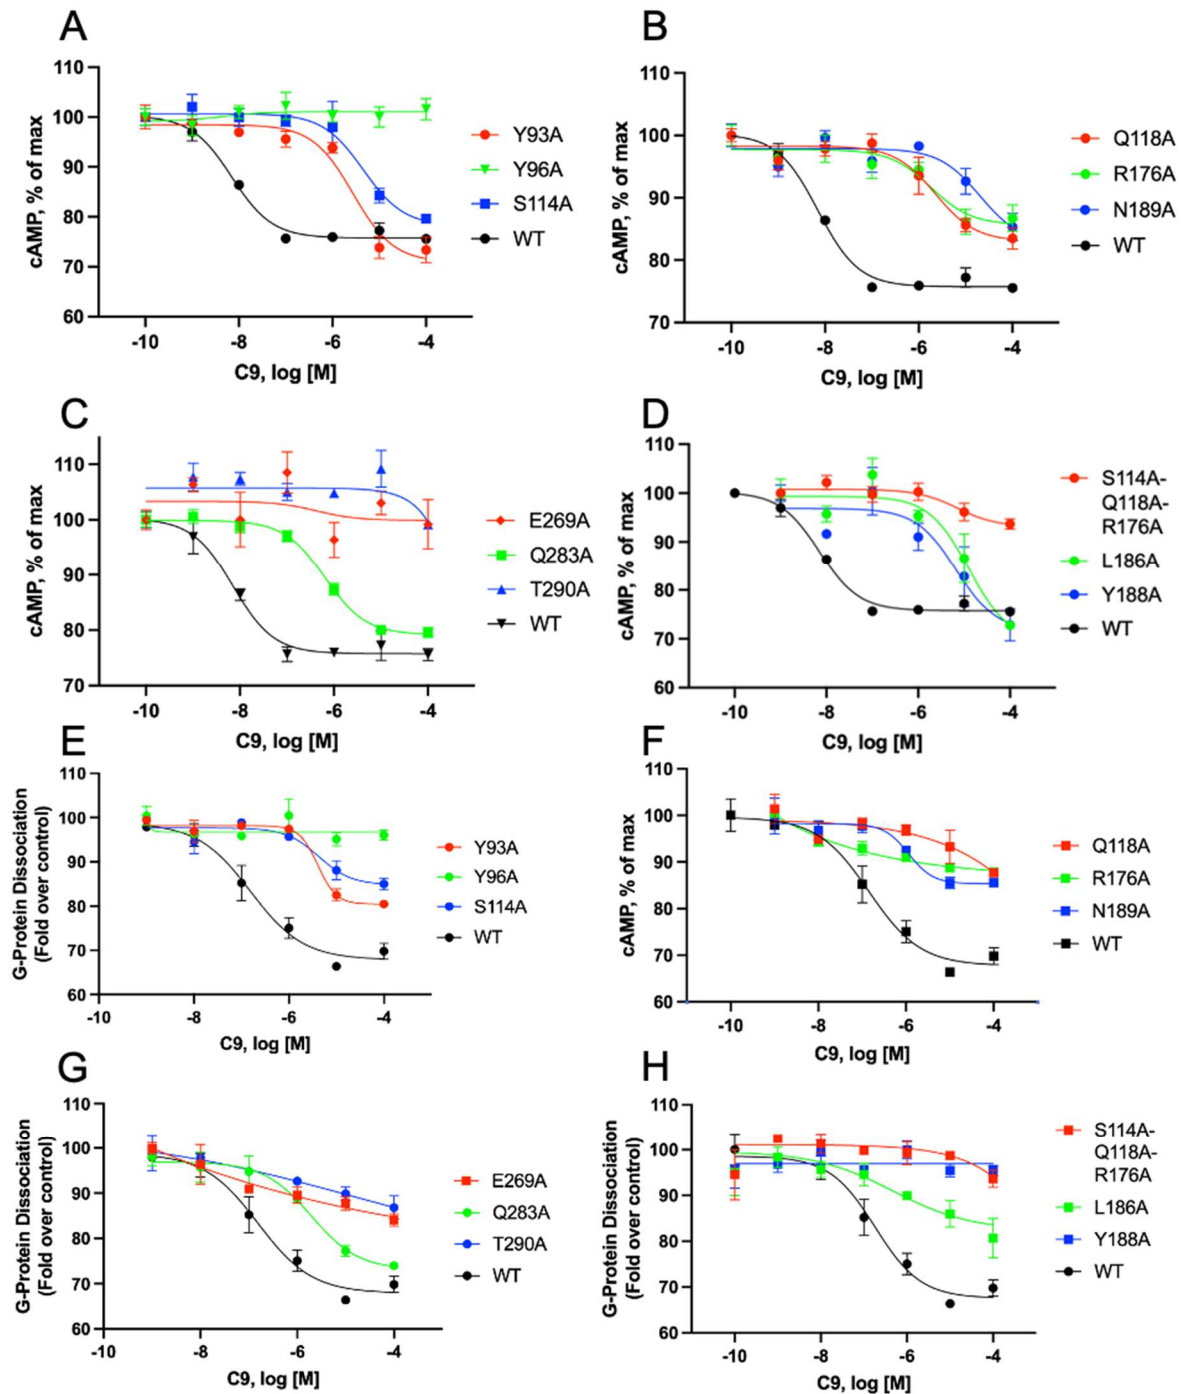 A
cAMP, % of max
110
100
90
80
70
60
-10
-8
-6
-4
C9, log [M]
Y93A
Y96A
S114A
WT
B
cAMP, % of max
110
100
90
80
70
-10
-8
-6
-4
C9, log [M]
Q118A
R176A
N189A
WT
C
cAMP, % of max
110
100
90
80
70
-10
-8
-6
-4
C9, log [M]
E269A
Q283A
T290A
WT
D
cAMP, % of max
110
100
90
80
70
60
-10
-8
-6
-4
C9, log [M]
S114A-
Q118A-
R176A
L186A
Y188A
WT
E
G-Protein Dissociation
(Fold over control)
110
100
90
80
70
60
-10
-8
-6
-4
C9, log [M]
Y93A
Y96A
S114A
WT
F
cAMP, % of max
110
100
90
80
70
60
-10
-8
-6
-4
C9, log [M]
Q118A
R176A
N189A
WT
G
G-Protein Dissociation
(Fold over control)
110
100
90
80
70
60
-10
-8
-6
-4
C9, log [M]
E269A
Q283A
T290A
WT
H
G-Protein Dissociation
(Fold over control)
110
100
90
80
70
60
-10
-8
-6
-4
C9, log [M]
S114A-
Q118A-
R176A
L186A
Y188A
WT